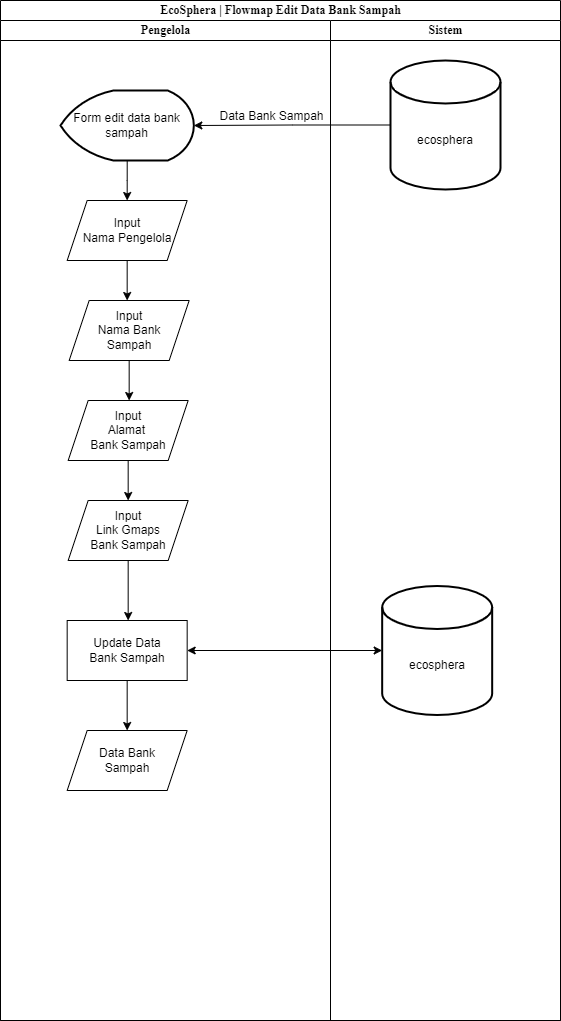 EcoSphera | Flowmap Edit Data Bank Sampah
Pengelola
Sistem
Form edit data bank
sampah
Data Bank Sampah
ecosphera
Input
Nama Pengelola
Input
Nama Bank
Sampah
Input
Alamat
Bank Sampah
Input
Link Gmaps
Bank Sampah
Update Data
Bank Sampah
ecosphera
Data Bank
Sampah